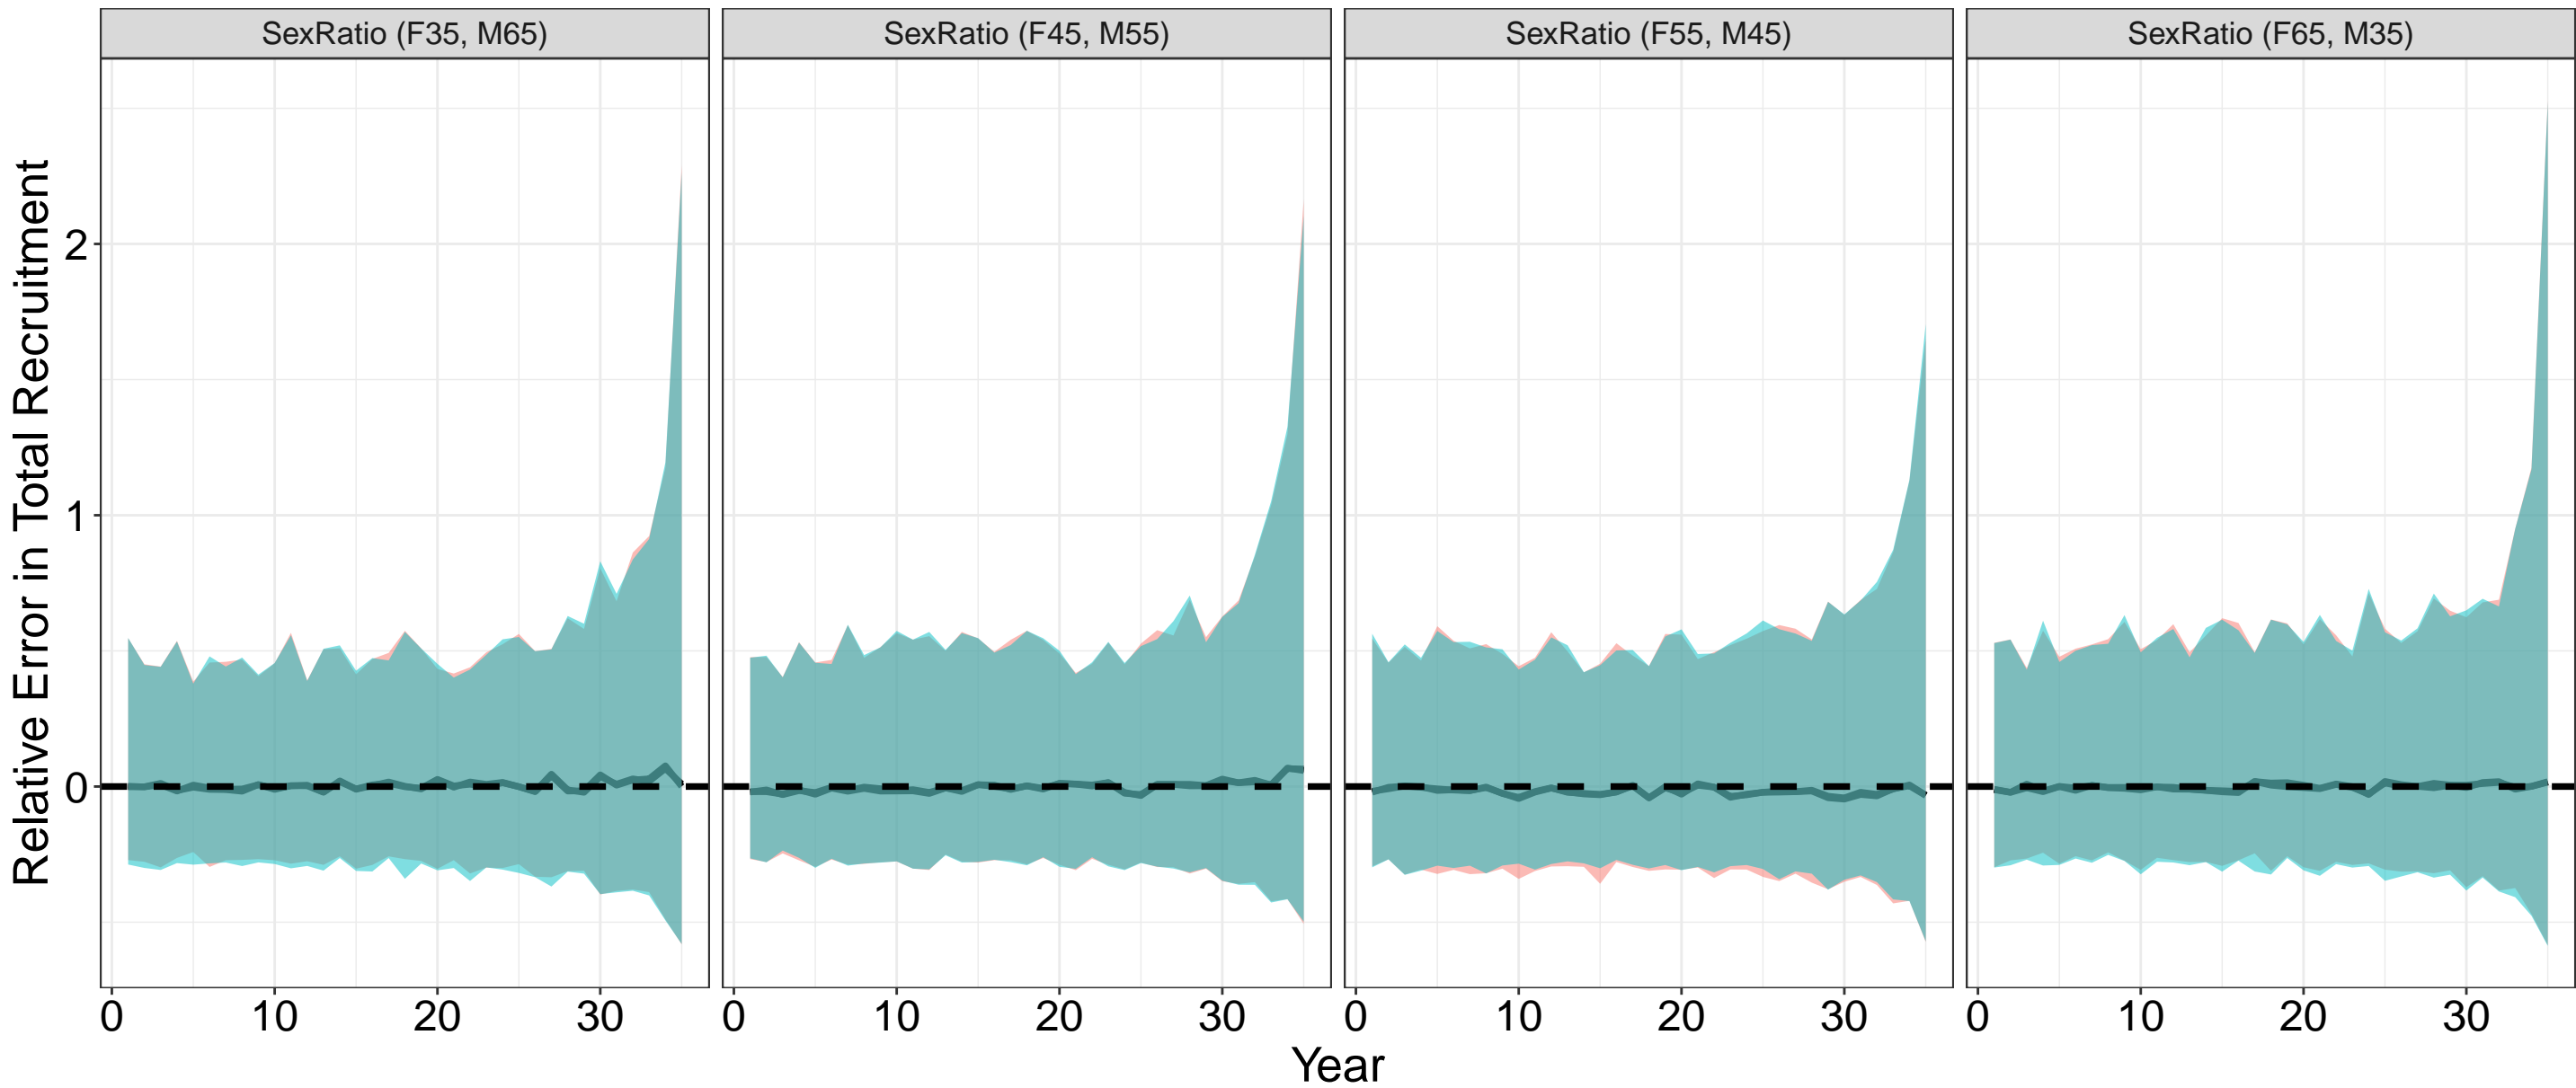 SexRatio (F35, M65)
SexRatio (F45, M55)
SexRatio (F55, M45)
SexRatio (F65, M35)
Relative Error in Total Recruitment
2
1
0
0 10 20 30
0 10 20 30
0 10 20 30
0 10 20 30
Year